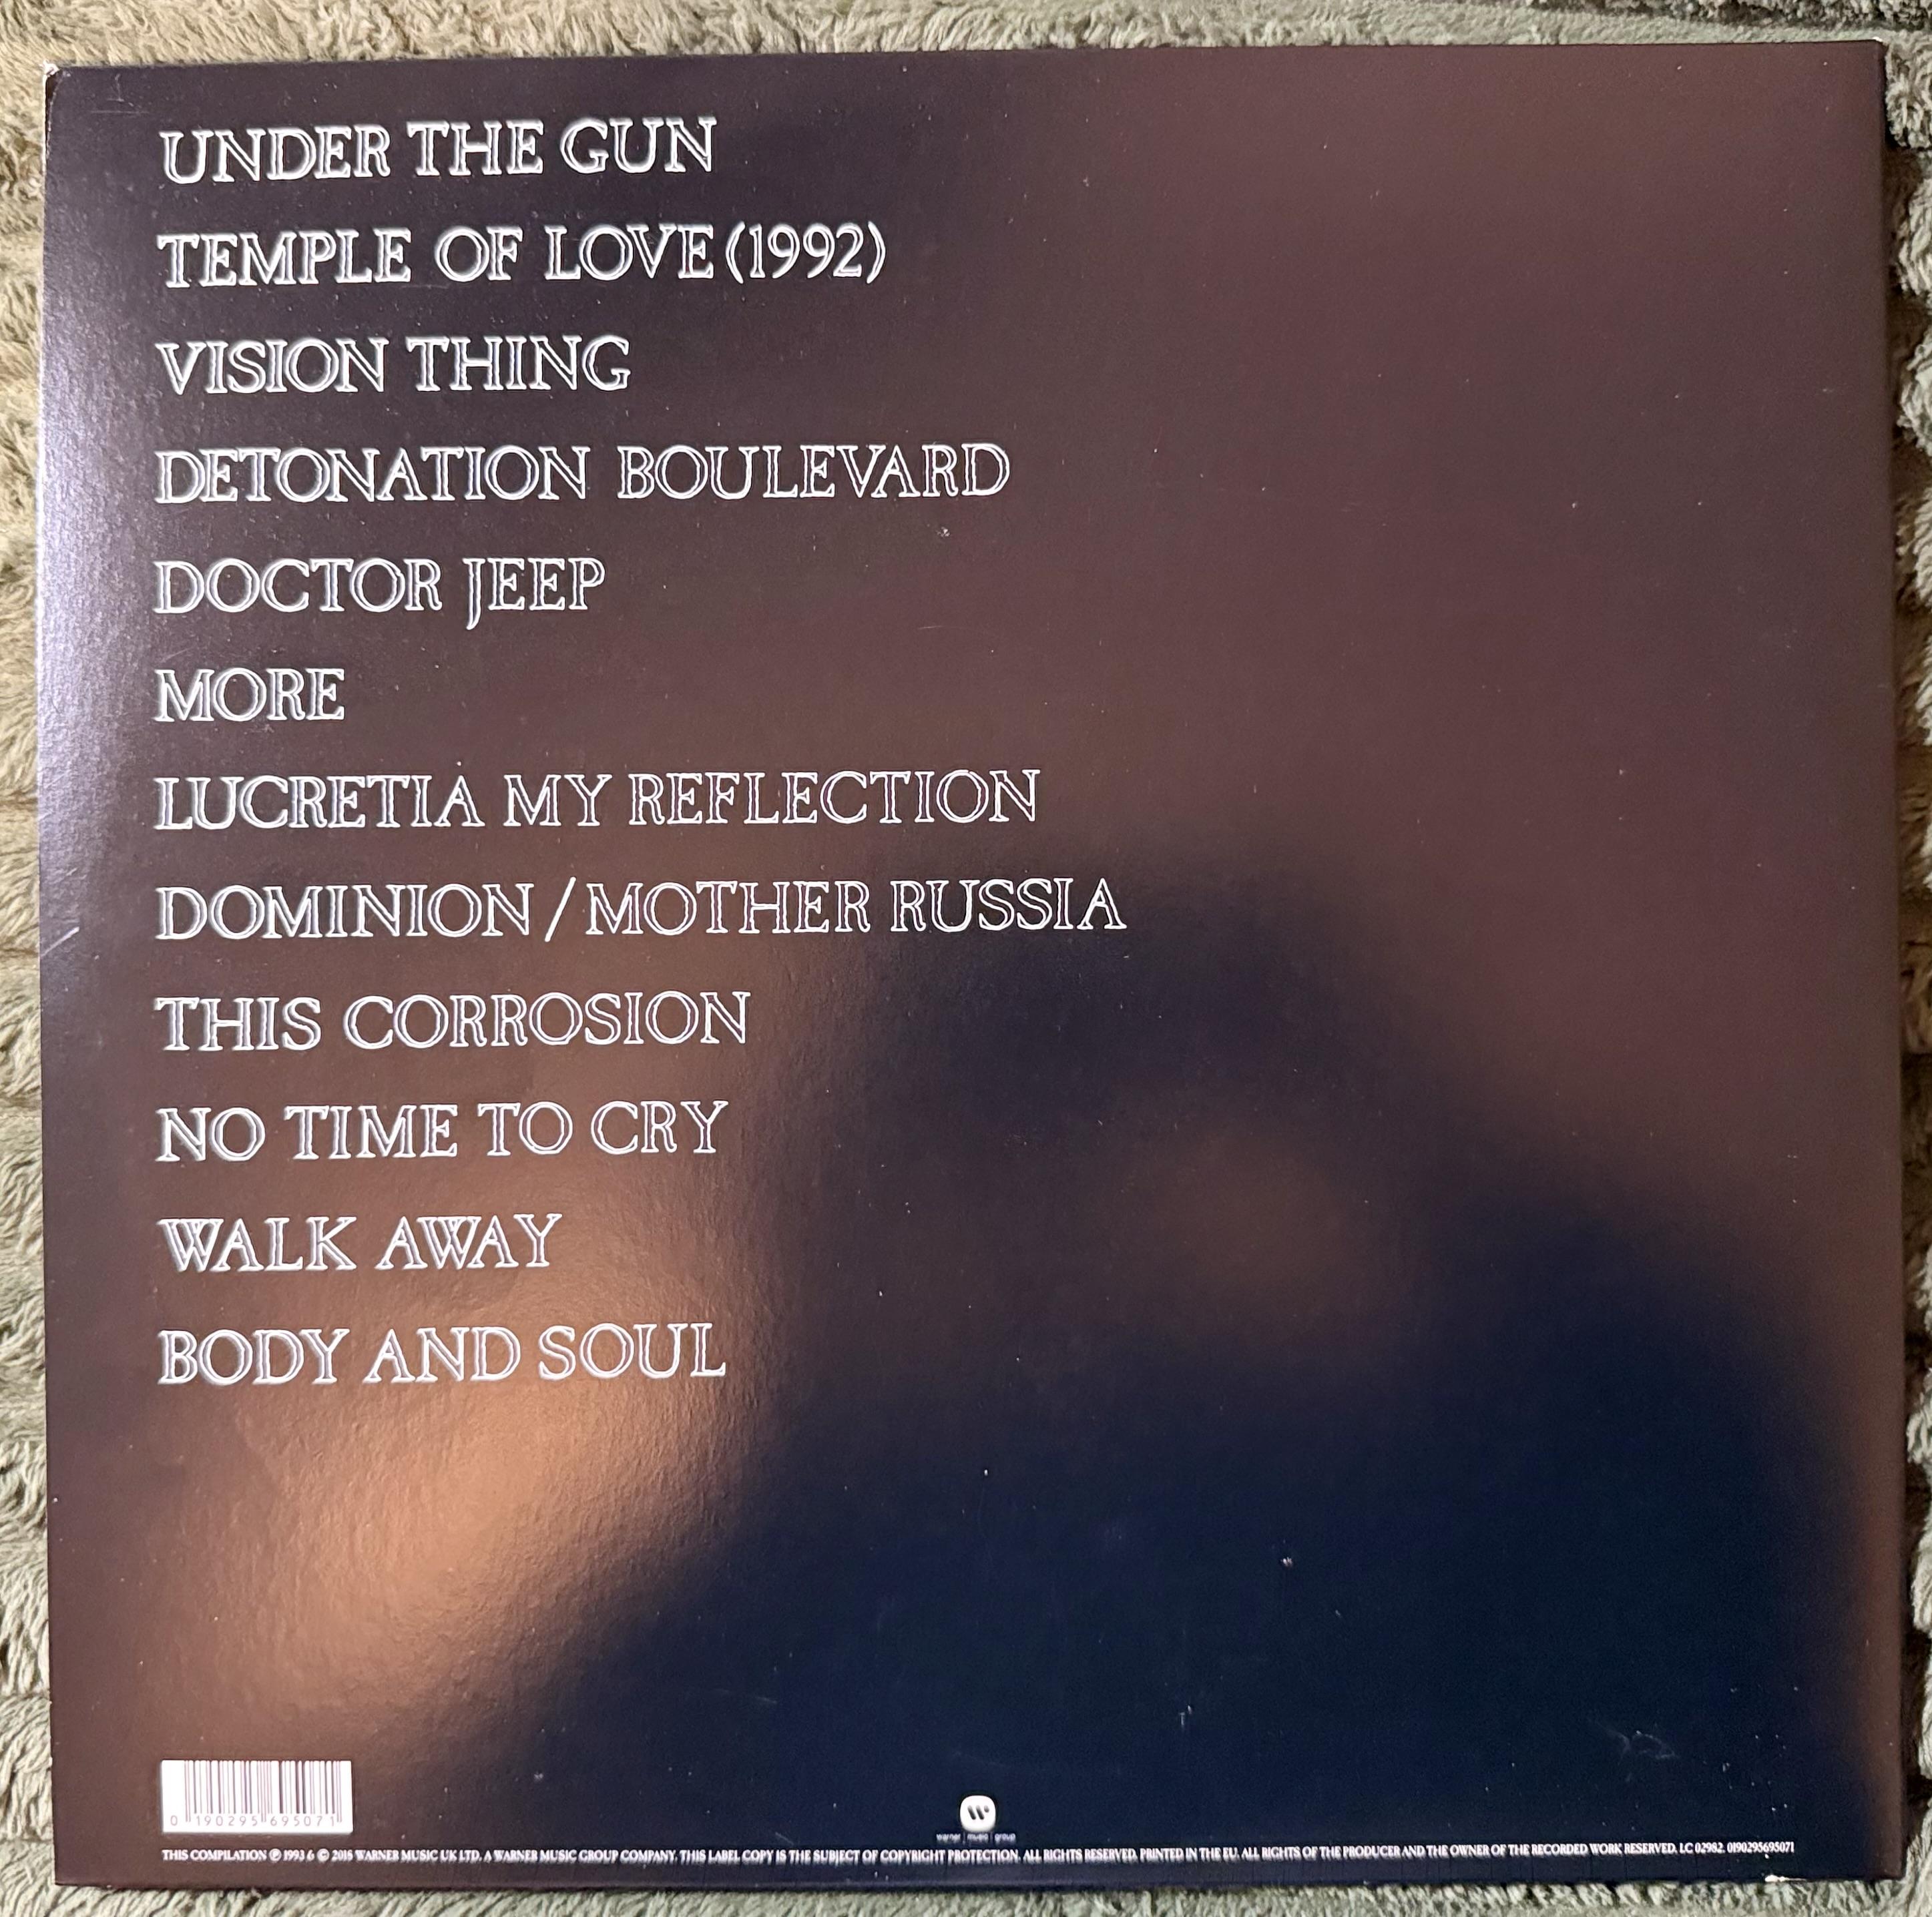 UNDER THE GUN
TEMPLE OF LOVE (1992)
VISION THING
DETONATION BOULEVARD
DOCTOR JEEP
MORE
LUCRETIA MY REFLECTION
DOMINION / MOTHER RUSSIA
THIS CORROSION
NO TIME TO CRY
WALK AWAY
BODY AND SOUL
0 190295 695071
warner music group
THIS COMPILATION ℗ 1993 & © 2018 WARNER MUSIC UK LTD. A WARNER MUSIC GROUP COMPANY. THIS LABEL COPY IS THE SUBJECT OF COPYRIGHT PROTECTION. ALL RIGHTS RESERVED. PRINTED IN THE EU. ALL RIGHTS OF THE PRODUCER AND THE OWNER OF THE RECORDED WORK RESERVED. LC 02982. 0190295695071